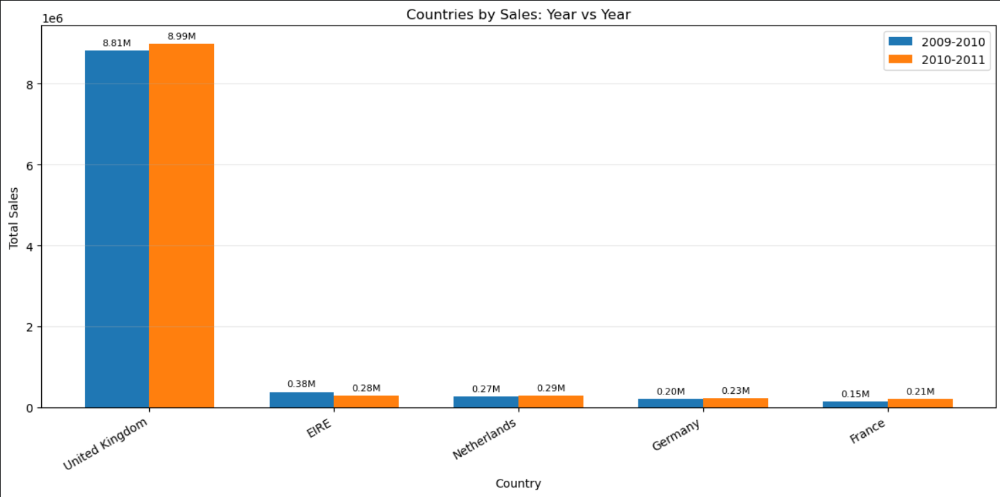 Countries by Sales: Year vs Year
1e6
2009-2010
2010-2011
8.81M
8.99M
0.38M
0.28M
0.27M
0.29M
0.20M
0.23M
0.15M
0.21M
8
6
4
2
0
Total Sales
United Kingdom
EIRE
Netherlands
Germany
France
Country